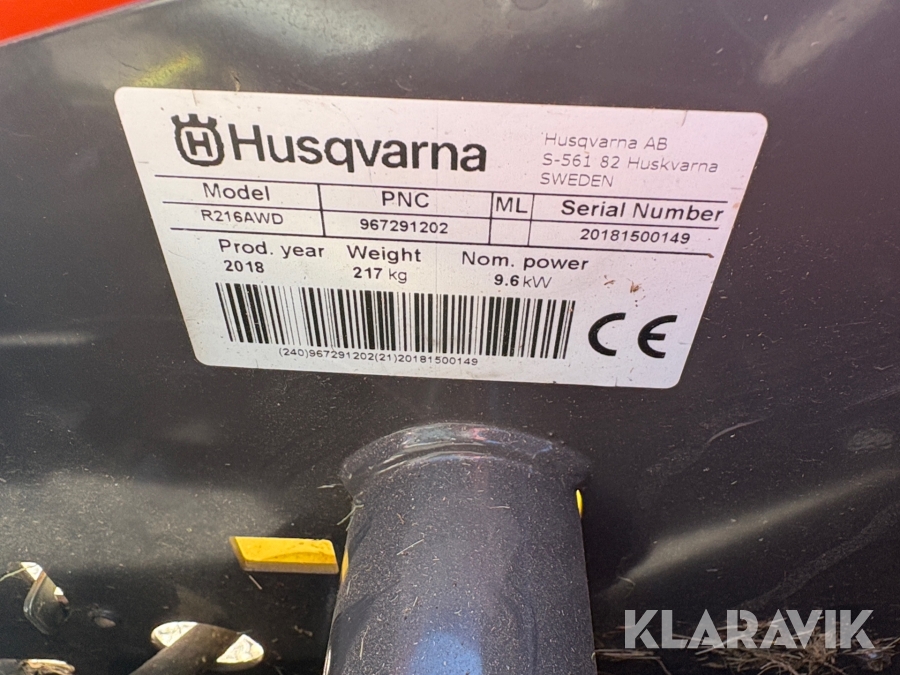 Husqvarna
Husqvarna AB
S-561 82 Huskvarna
SWEDEN
Model PNC ML Serial Number
R216AWD 967291202 20181500149
Prod. year Weight Nom. power
2018 217 kg 9.6 kW
(240)967291202(21)20181500149
CE
KLARAVIK